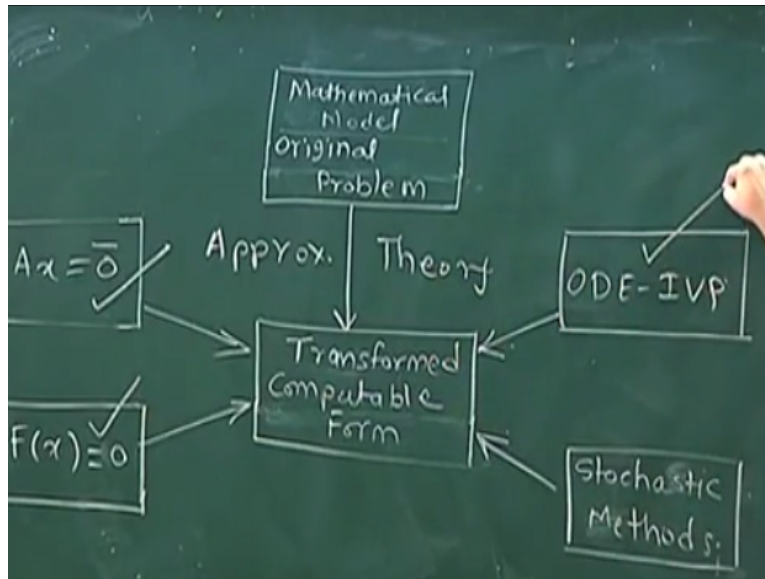 Mathematical
Model
Original
Problem
Approx. Theory
Ax = 0̅
ODE-IVP
Transformed
Computable
Form
F(x) ≡ 0
Stochastic
Methods